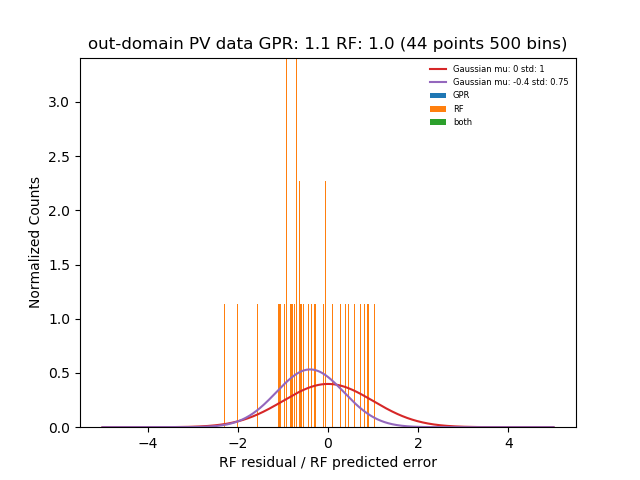 out-domain PV data GPR: 1.1 RF: 1.0 (44 points 500 bins)
Gaussian mu: 0 std: 1
Gaussian mu: -0.4 std: 0.75
GPR
RF
both
Normalized Counts
3.0
2.5
2.0
1.5
1.0
0.5
0.0
−4 −2 0 2 4
RF residual / RF predicted error